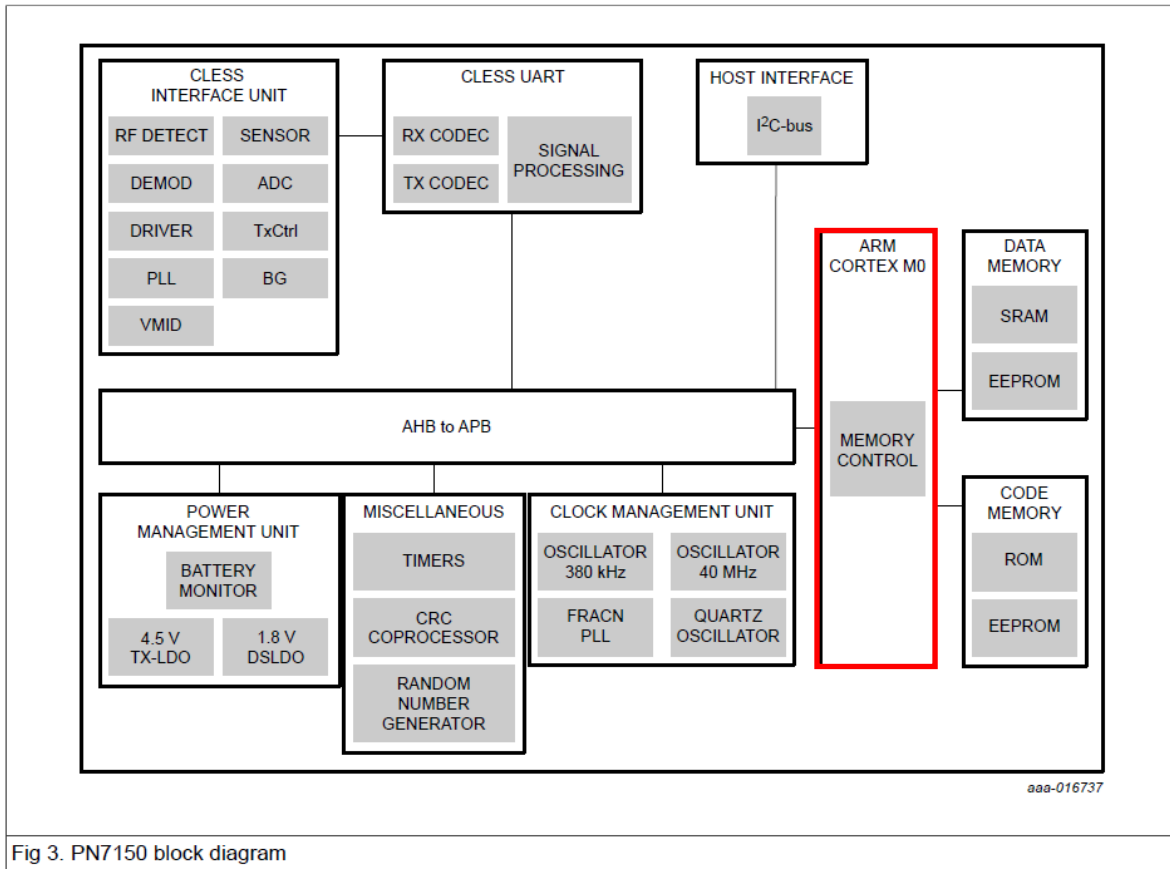 CLESS
INTERFACE UNIT
RF DETECT
SENSOR
DEMOD
ADC
DRIVER
TxCtrl
PLL
BG
VMID
CLESS UART
RX CODEC
TX CODEC
SIGNAL
PROCESSING
HOST INTERFACE
I²C-bus
ARM
CORTEX M0
MEMORY
CONTROL
DATA
MEMORY
SRAM
EEPROM
CODE
MEMORY
ROM
EEPROM
AHB to APB
POWER
MANAGEMENT UNIT
BATTERY
MONITOR
4.5 V
TX-LDO
1.8 V
DSLDO
MISCELLANEOUS
TIMERS
CRC
COPROCESSOR
RANDOM
NUMBER
GENERATOR
CLOCK MANAGEMENT UNIT
OSCILLATOR
380 kHz
OSCILLATOR
40 MHz
FRACN
PLL
QUARTZ
OSCILLATOR
aaa-016737
Fig 3. PN7150 block diagram